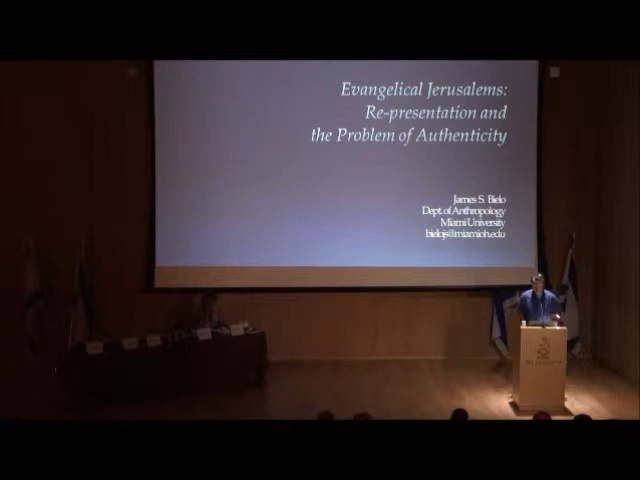 Evangelical Jerusalems:
Re-presentation and
the Problem of Authenticity
James S. Bielo
Dept. of Anthropology
Miami University
bielojs@miamioh.edu